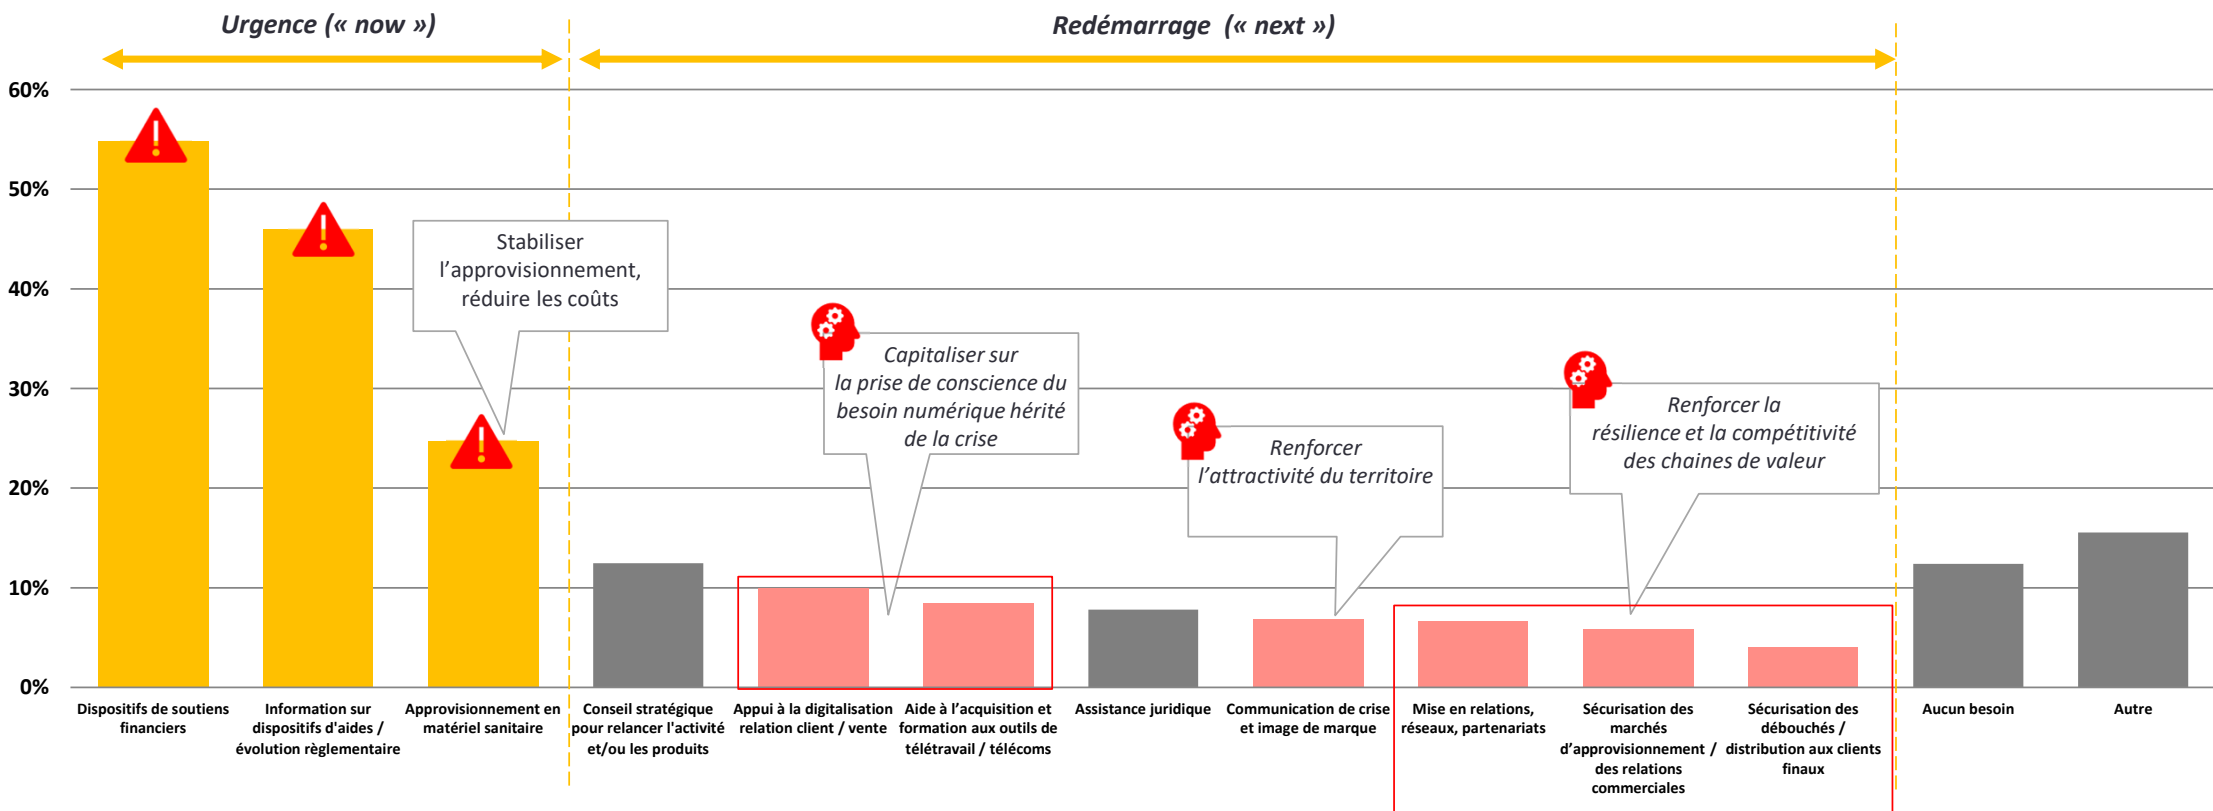 Urgence (« now »)
Redémarrage  (« next »)
60%
50%
40%
30%
20%
10%
0%
Stabiliser
l’approvisionnement,
réduire les coûts
Capitaliser sur
la prise de conscience du
besoin numérique hérité
de la crise
Renforcer
l’attractivité du territoire
Renforcer la
résilience et la compétitivité
des chaines de valeur
Dispositifs de soutiens
financiers
Information sur
dispositifs d'aides /
évolution règlementaire
Approvisionnement en
matériel sanitaire
Conseil stratégique
pour relancer l'activité
et/ou les produits
Appui à la digitalisation
relation client / vente
Aide à l’acquisition et
formation aux outils de
télétravail / télécoms
Assistance juridique
Communication de crise
et image de marque
Mise en relations,
réseaux, partenariats
Sécurisation des
marchés
d’approvisionnement /
des relations
commerciales
Sécurisation des
débouchés /
distribution aux clients
finaux
Aucun besoin
Autre